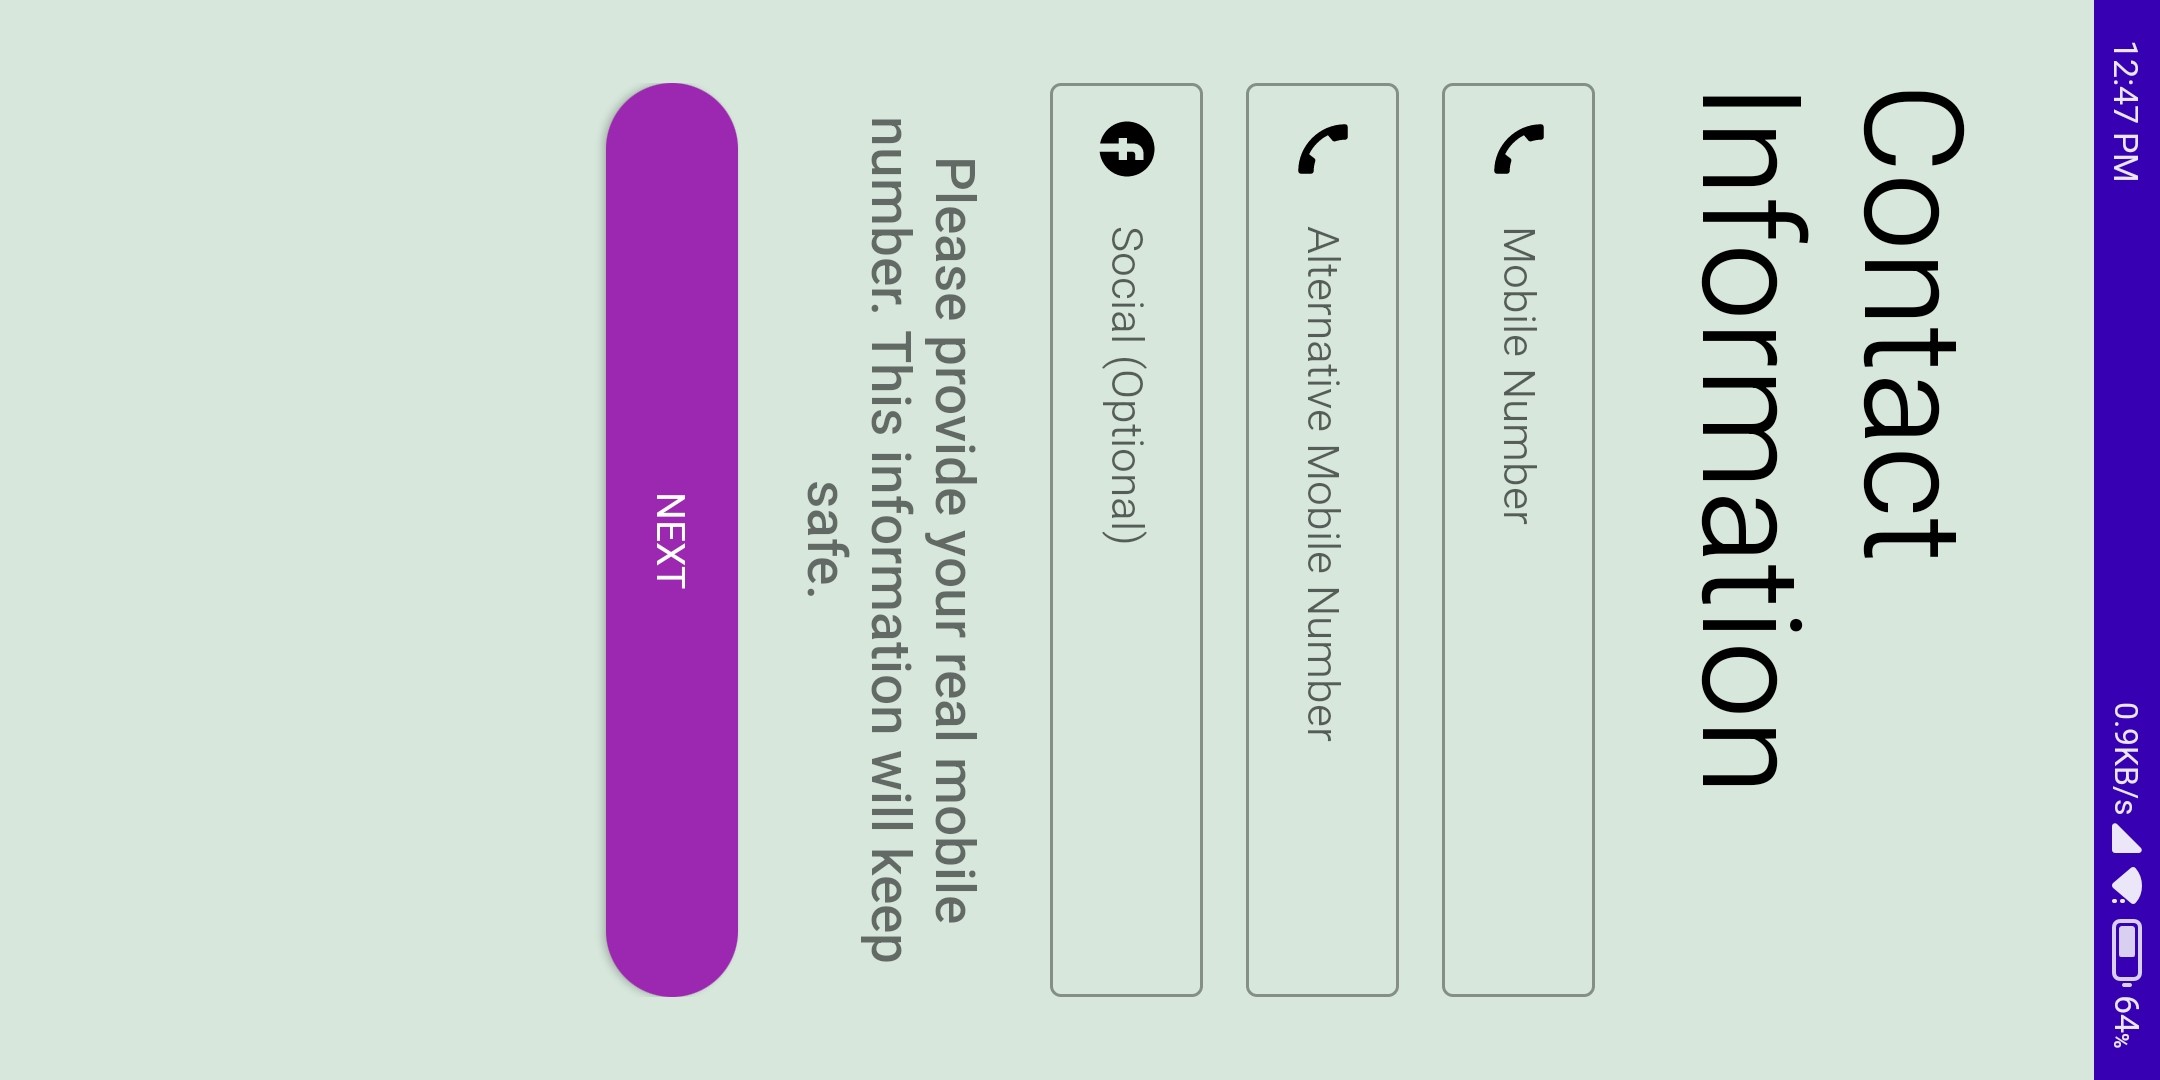 12:47 PM 0.9KB/s 64%
Contact
Information
Mobile Number
Alternative Mobile Number
Social (Optional)
Please provide your real mobile
number. This information will keep
safe.
NEXT